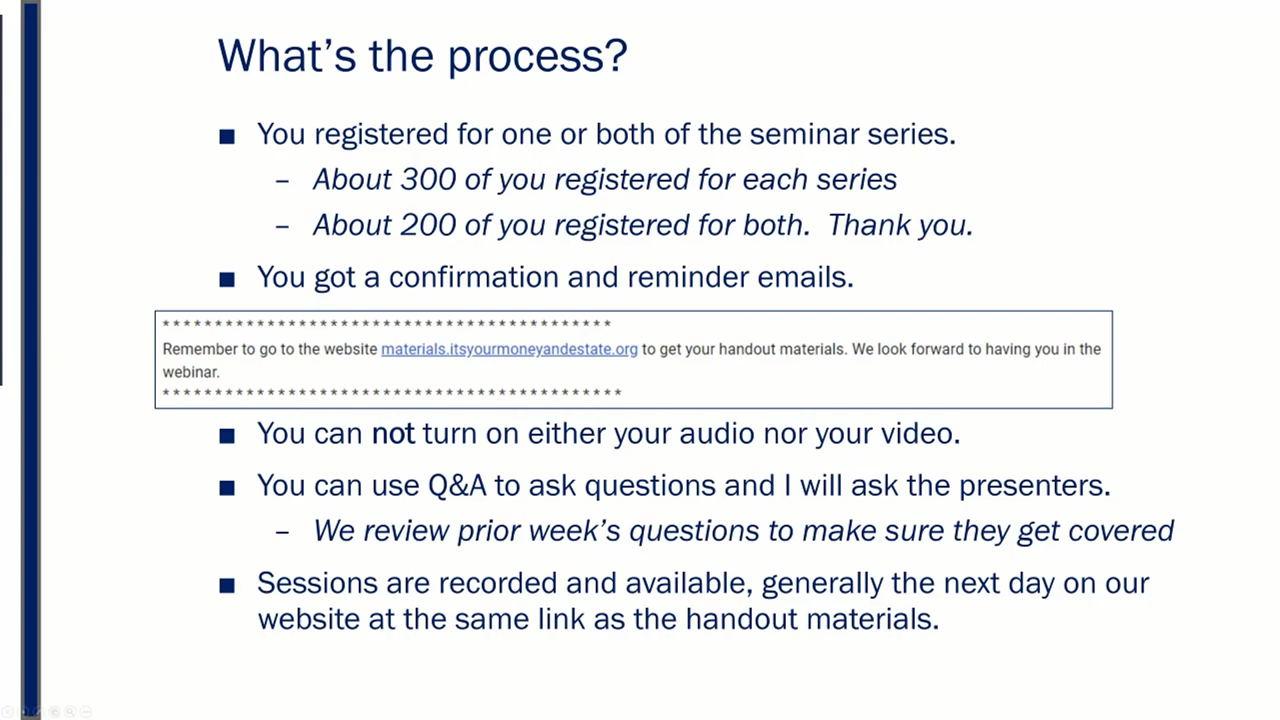 What’s the process?
■ You registered for one or both of the seminar series.
– About 300 of you registered for each series
– About 200 of you registered for both.  Thank you.
■ You got a confirmation and reminder emails.
* * * * * * * * * * * * * * * * * * * * * * * * * * * * * * * * * * * * * * * * * * *
Remember to go to the website materials.itsyourmoneyandestate.org to get your handout materials. We look forward to having you in the
webinar.
* * * * * * * * * * * * * * * * * * * * * * * * * * * * * * * * * * * * * * * * * * * *
■ You can not turn on either your audio nor your video.
■ You can use Q&A to ask questions and I will ask the presenters.
– We review prior week’s questions to make sure they get covered
■ Sessions are recorded and available, generally the next day on our
website at the same link as the handout materials.